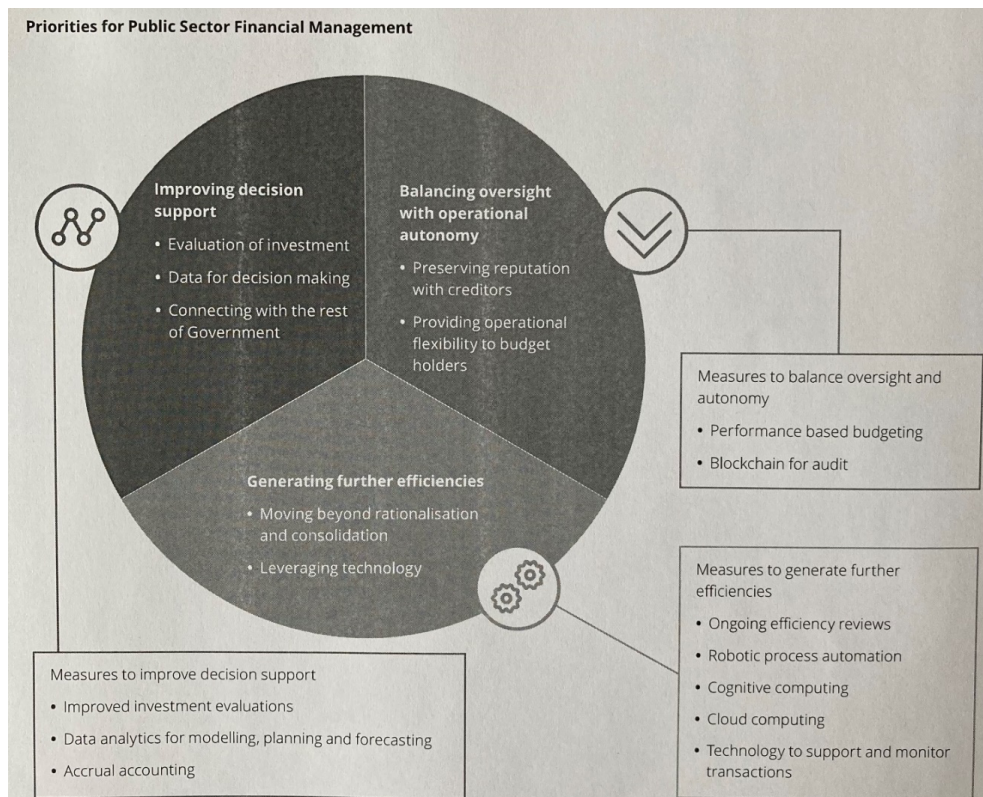 Priorities for Public Sector Financial Management
Improving decision
support
• Evaluation of investment
• Data for decision making
• Connecting with the rest
of Government
Balancing oversight
with operational
autonomy
• Preserving reputation
with creditors
• Providing operational
flexibility to budget
holders
Generating further efficiencies
• Moving beyond rationalisation
and consolidation
• Leveraging technology
Measures to balance oversight and
autonomy
• Performance based budgeting
• Blockchain for audit
Measures to generate further
efficiencies
• Ongoing efficiency reviews
• Robotic process automation
• Cognitive computing
• Cloud computing
• Technology to support and monitor
transactions
Measures to improve decision support
• Improved investment evaluations
• Data analytics for modelling, planning and forecasting
• Accrual accounting